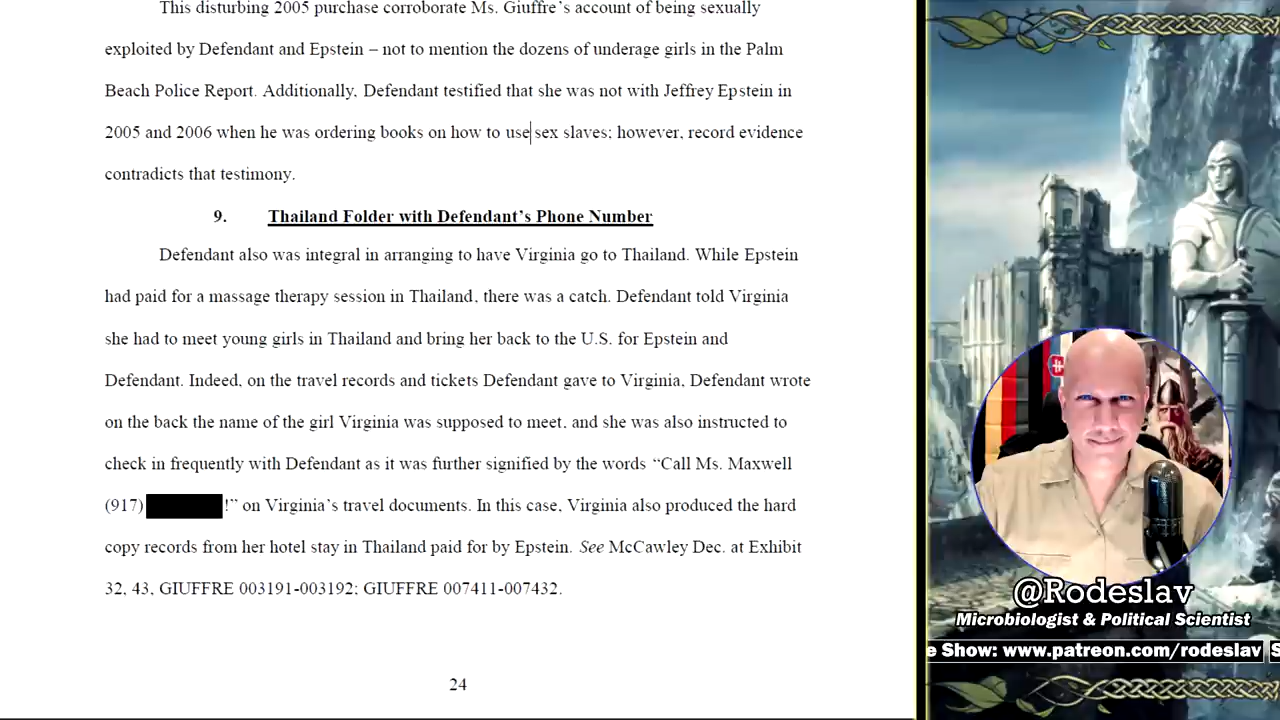 This disturbing 2005 purchase corroborate Ms. Giuffre's account of being sexually
exploited by Defendant and Epstein – not to mention the dozens of underage girls in the Palm
Beach Police Report. Additionally, Defendant testified that she was not with Jeffrey Epstein in
2005 and 2006 when he was ordering books on how to use sex slaves; however, record evidence
contradicts that testimony.
9. Thailand Folder with Defendant's Phone Number
Defendant also was integral in arranging to have Virginia go to Thailand. While Epstein
had paid for a massage therapy session in Thailand, there was a catch. Defendant told Virginia
she had to meet young girls in Thailand and bring her back to the U.S. for Epstein and
Defendant. Indeed, on the travel records and tickets Defendant gave to Virginia, Defendant wrote
on the back the name of the girl Virginia was supposed to meet, and she was also instructed to
check in frequently with Defendant as it was further signified by the words “Call Ms. Maxwell
(917) !” on Virginia's travel documents. In this case, Virginia also produced the hard
copy records from her hotel stay in Thailand paid for by Epstein. See McCawley Dec. at Exhibit
32, 43, GIUFFRE 003191-003192; GIUFFRE 007411-007432.
24
@Rodeslav
Microbiologist & Political Scientist
e Show: www.patreon.com/rodeslav S